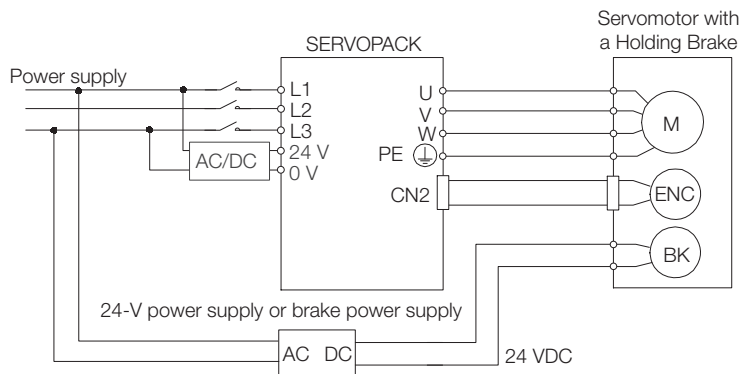 Servomotor with
a Holding Brake
SERVOPACK
Power supply
L1
L2
L3
24 V
0 V
AC/DC
U
V
W
PE
CN2
M
ENC
BK
24-V power supply or brake power supply
AC DC
24 VDC